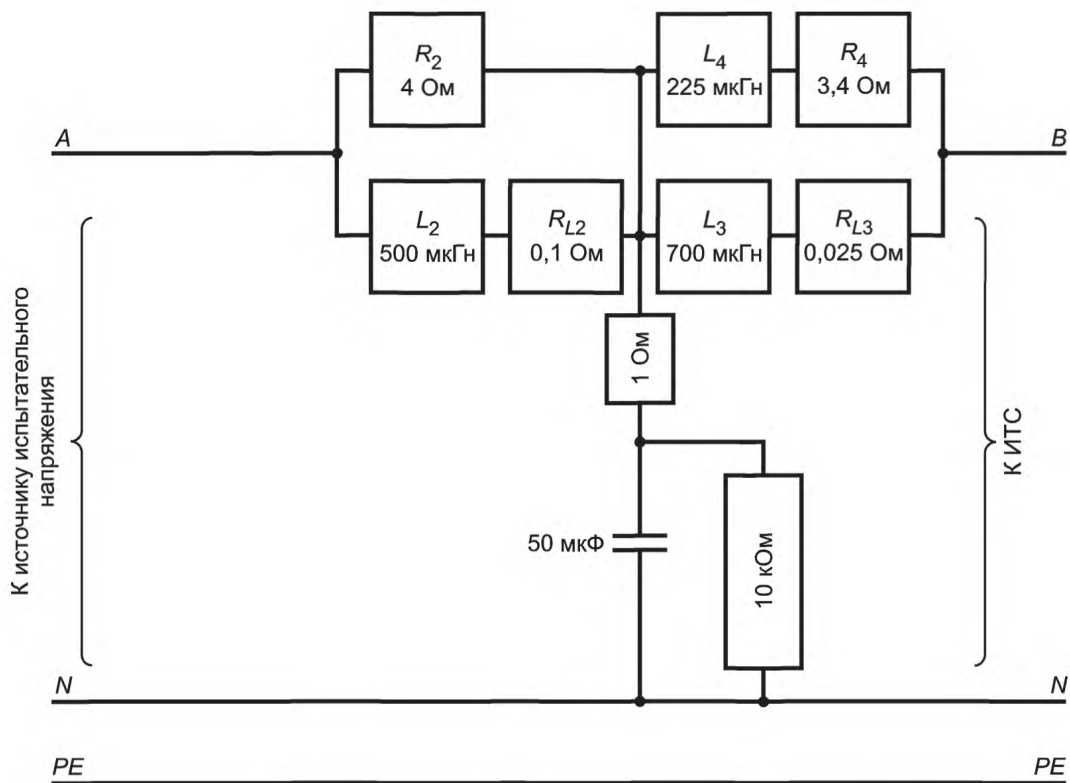 R2
4 Ом
L4
225 мкГн
R4
3,4 Ом
A
B
L2
500 мкГн
RL2
0,1 Ом
L3
700 мкГн
RL3
0,025 Ом
1 Ом
К источнику испытательного
напряжения
К ИТС
50 мкФ
10 кОм
N
N
PE
PE